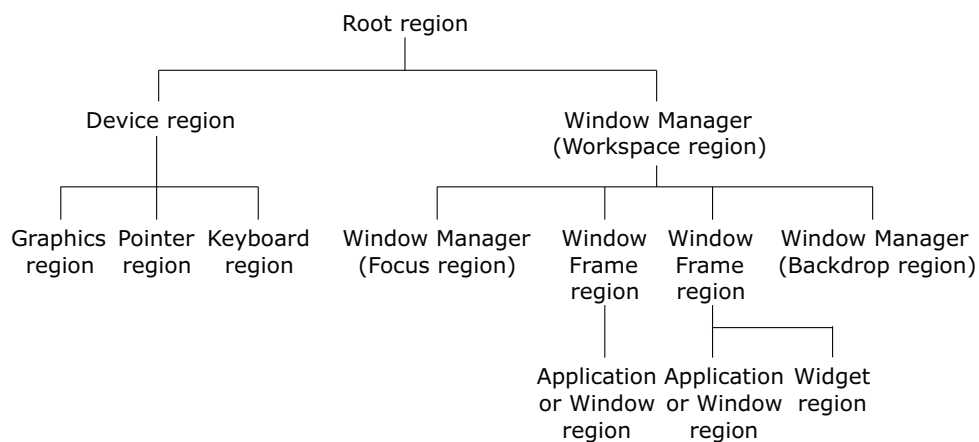 Root region
Device region
Window Manager
(Workspace region)
Graphics
region
Pointer
region
Keyboard
region
Window Manager
(Focus region)
Window
Frame
region
Window
Frame
region
Window Manager
(Backdrop region)
Application
or Window
region
Application
or Window
region
Widget
region